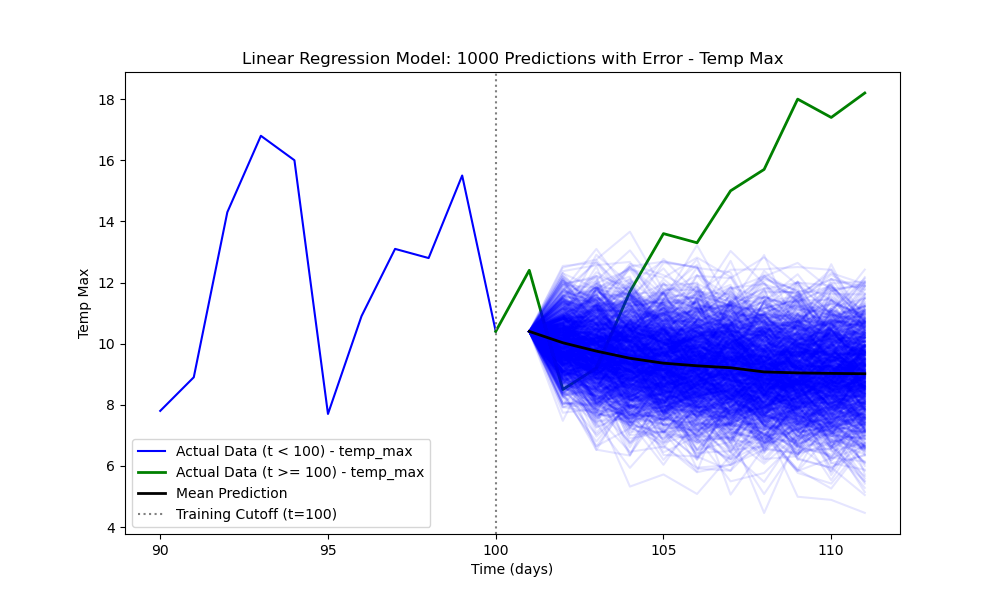 Linear Regression Model: 1000 Predictions with Error - Temp Max
Temp Max
18
16
14
12
10
8
6
4
Actual Data (t < 100) - temp_max
Actual Data (t >= 100) - temp_max
Mean Prediction
Training Cutoff (t=100)
90
95
100
105
110
Time (days)